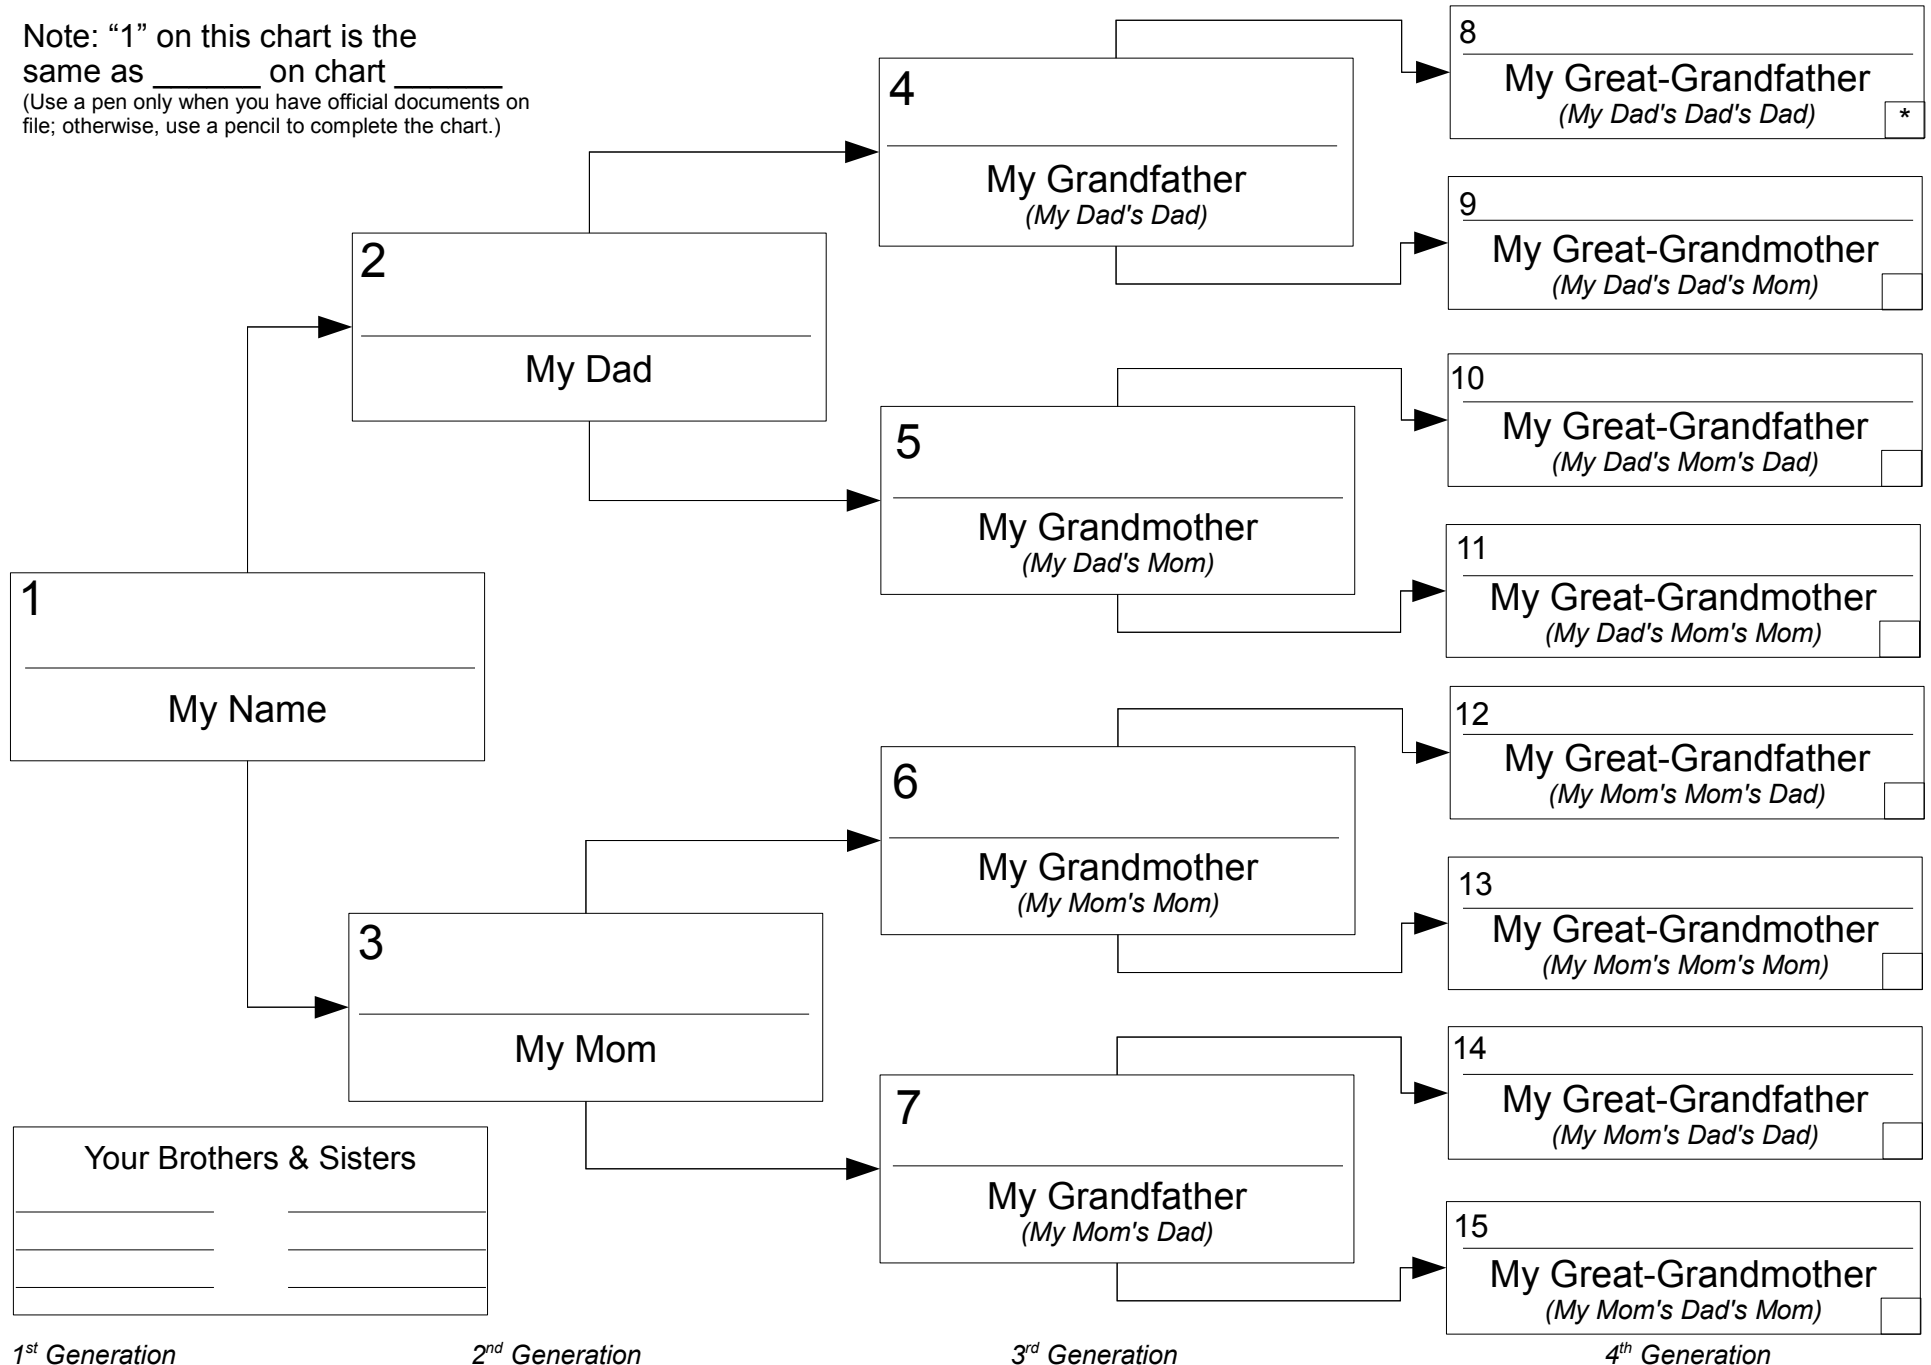 Note: “1” on this chart is the
same as ______ on chart ______
(Use a pen only when you have official documents on
file; otherwise, use a pencil to complete the chart.)
1
My Name
2
My Dad
3
My Mom
4
My Grandfather
(My Dad's Dad)
5
My Grandmother
(My Dad's Mom)
6
My Grandmother
(My Mom's Mom)
7
My Grandfather
(My Mom's Dad)
8
My Great-Grandfather
(My Dad's Dad's Dad)
*
9
My Great-Grandmother
(My Dad's Dad's Mom)
10
My Great-Grandfather
(My Dad's Mom's Dad)
11
My Great-Grandmother
(My Dad's Mom's Mom)
12
My Great-Grandfather
(My Mom's Mom's Dad)
13
My Great-Grandmother
(My Mom's Mom's Mom)
14
My Great-Grandfather
(My Mom's Dad's Dad)
15
My Great-Grandmother
(My Mom's Dad's Mom)
Your Brothers & Sisters
1st Generation
2nd Generation
3rd Generation
4th Generation